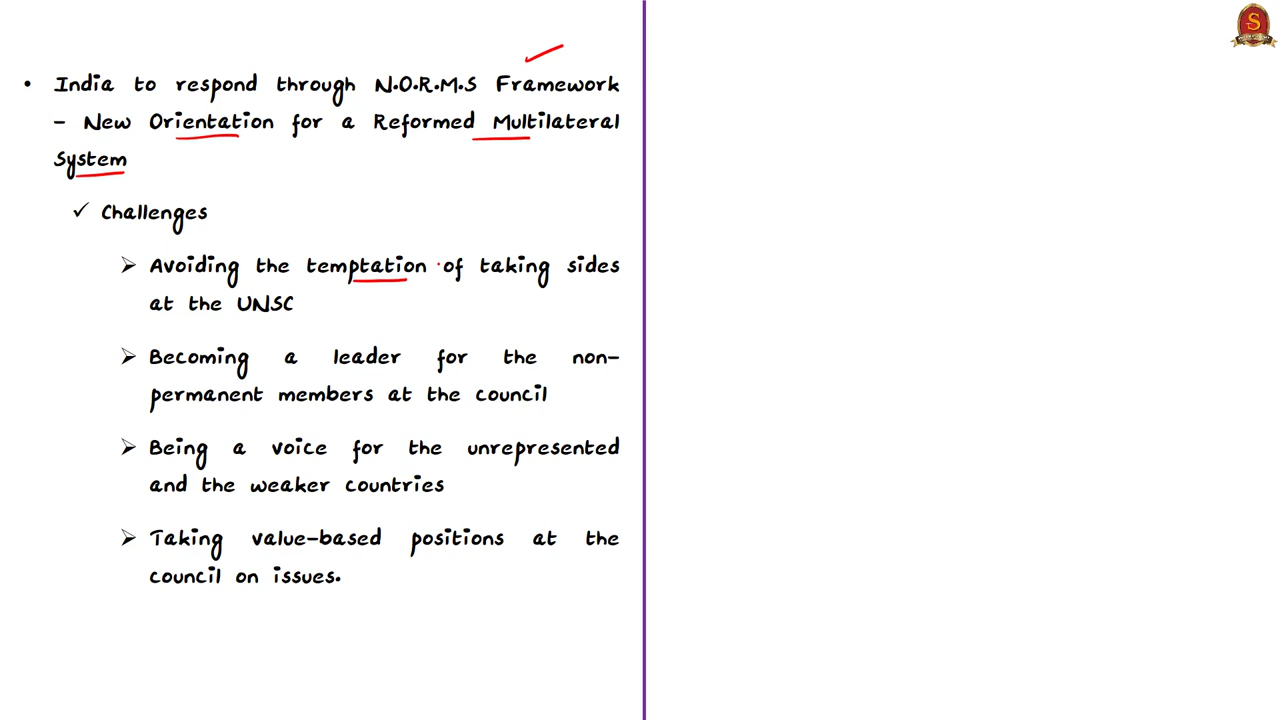 • India to respond through N.O.R.M.S Framework
– New Orientation for a Reformed Multilateral
System
✓ Challenges
➢ Avoiding the temptation of taking sides
at the UNSC
➢ Becoming a leader for the non-
permanent members at the council
➢ Being a voice for the unrepresented
and the weaker countries
➢ Taking value-based positions at the
council on issues.
S